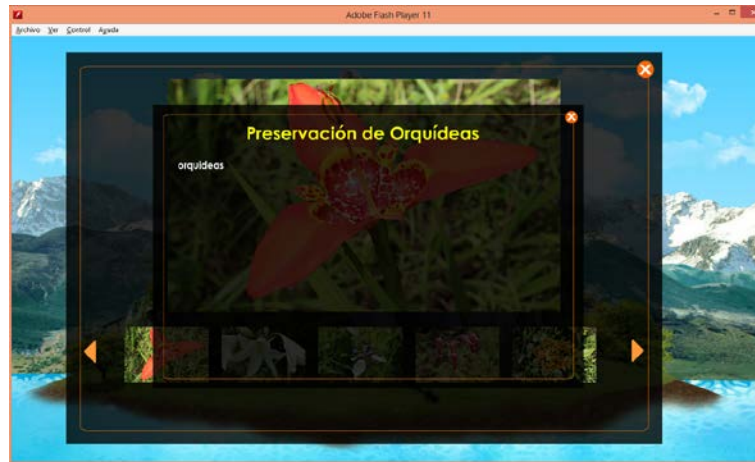 Adobe Flash Player 11
Archivo Ver Control Ayuda
Preservación de Orquídeas
orquideas